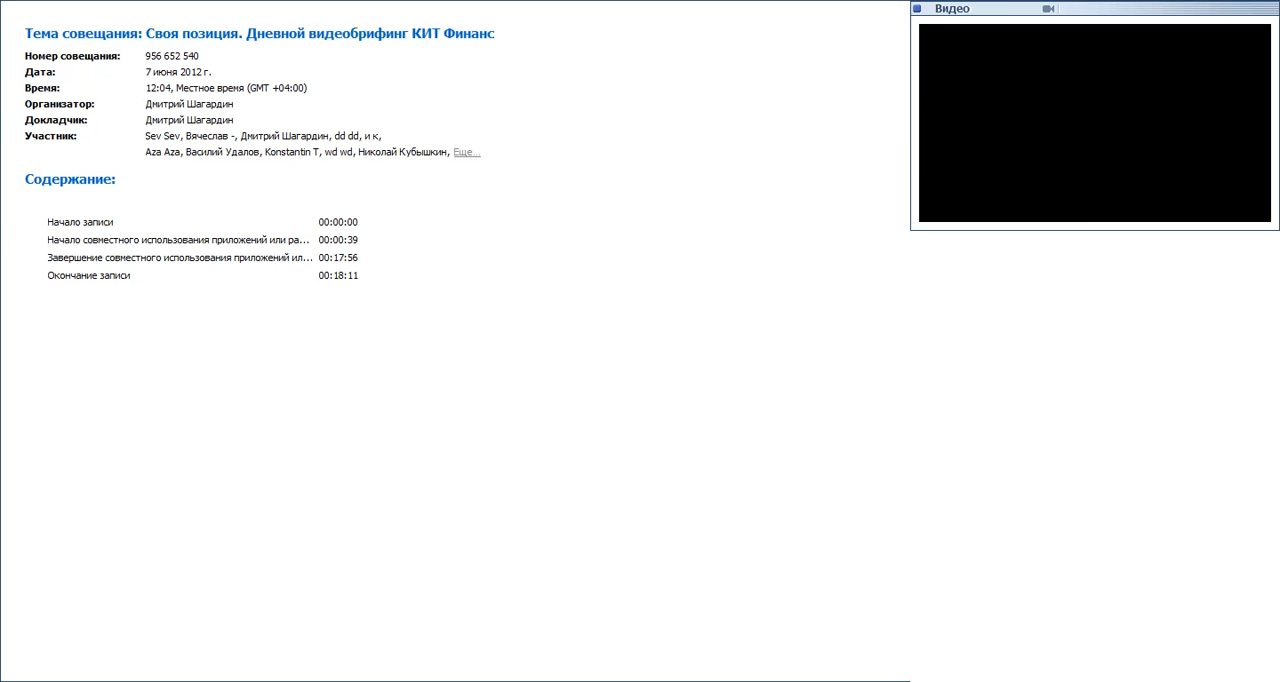 Тема совещания: Своя позиция. Дневной видеобрифинг КИТ Финанс
Номер совещания: 956 652 540
Дата: 7 июня 2012 г.
Время: 12:04, Местное время (GMT +04:00)
Организатор: Дмитрий Шагардин
Докладчик: Дмитрий Шагардин
Участник: Sev Sev, Вячеслав -, Дмитрий Шагардин, dd dd, и к,
Aza Aza, Василий Удалов, Konstantin T, wd wd, Николай Кубышкин, Еще...
Содержание:
Начало записи 00:00:00
Начало совместного использования приложений или ра... 00:00:39
Завершение совместного использования приложений ил... 00:17:56
Окончание записи 00:18:11
Видео